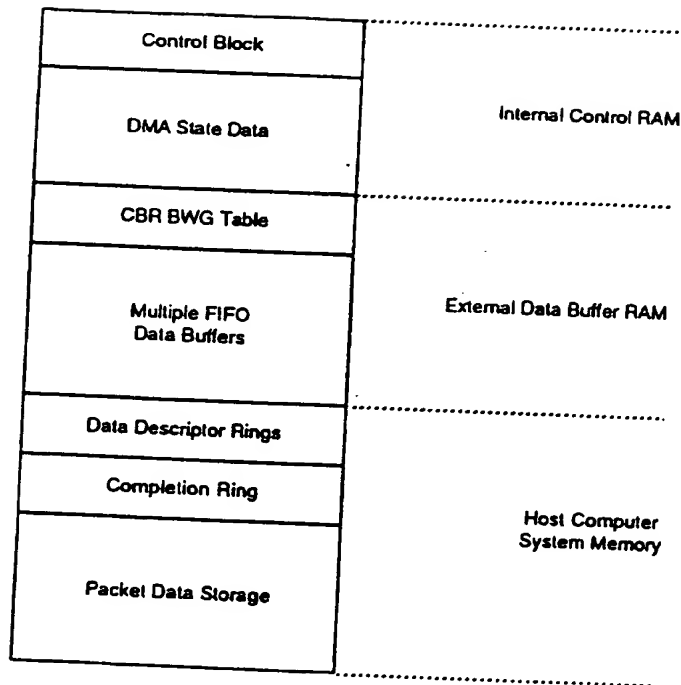 Control Block
DMA State Data
Internal Control RAM
CBR BWG Table
Multiple FIFO
Data Buffers
External Data Buffer RAM
Data Descriptor Rings
Completion Ring
Packet Data Storage
Host Computer
System Memory